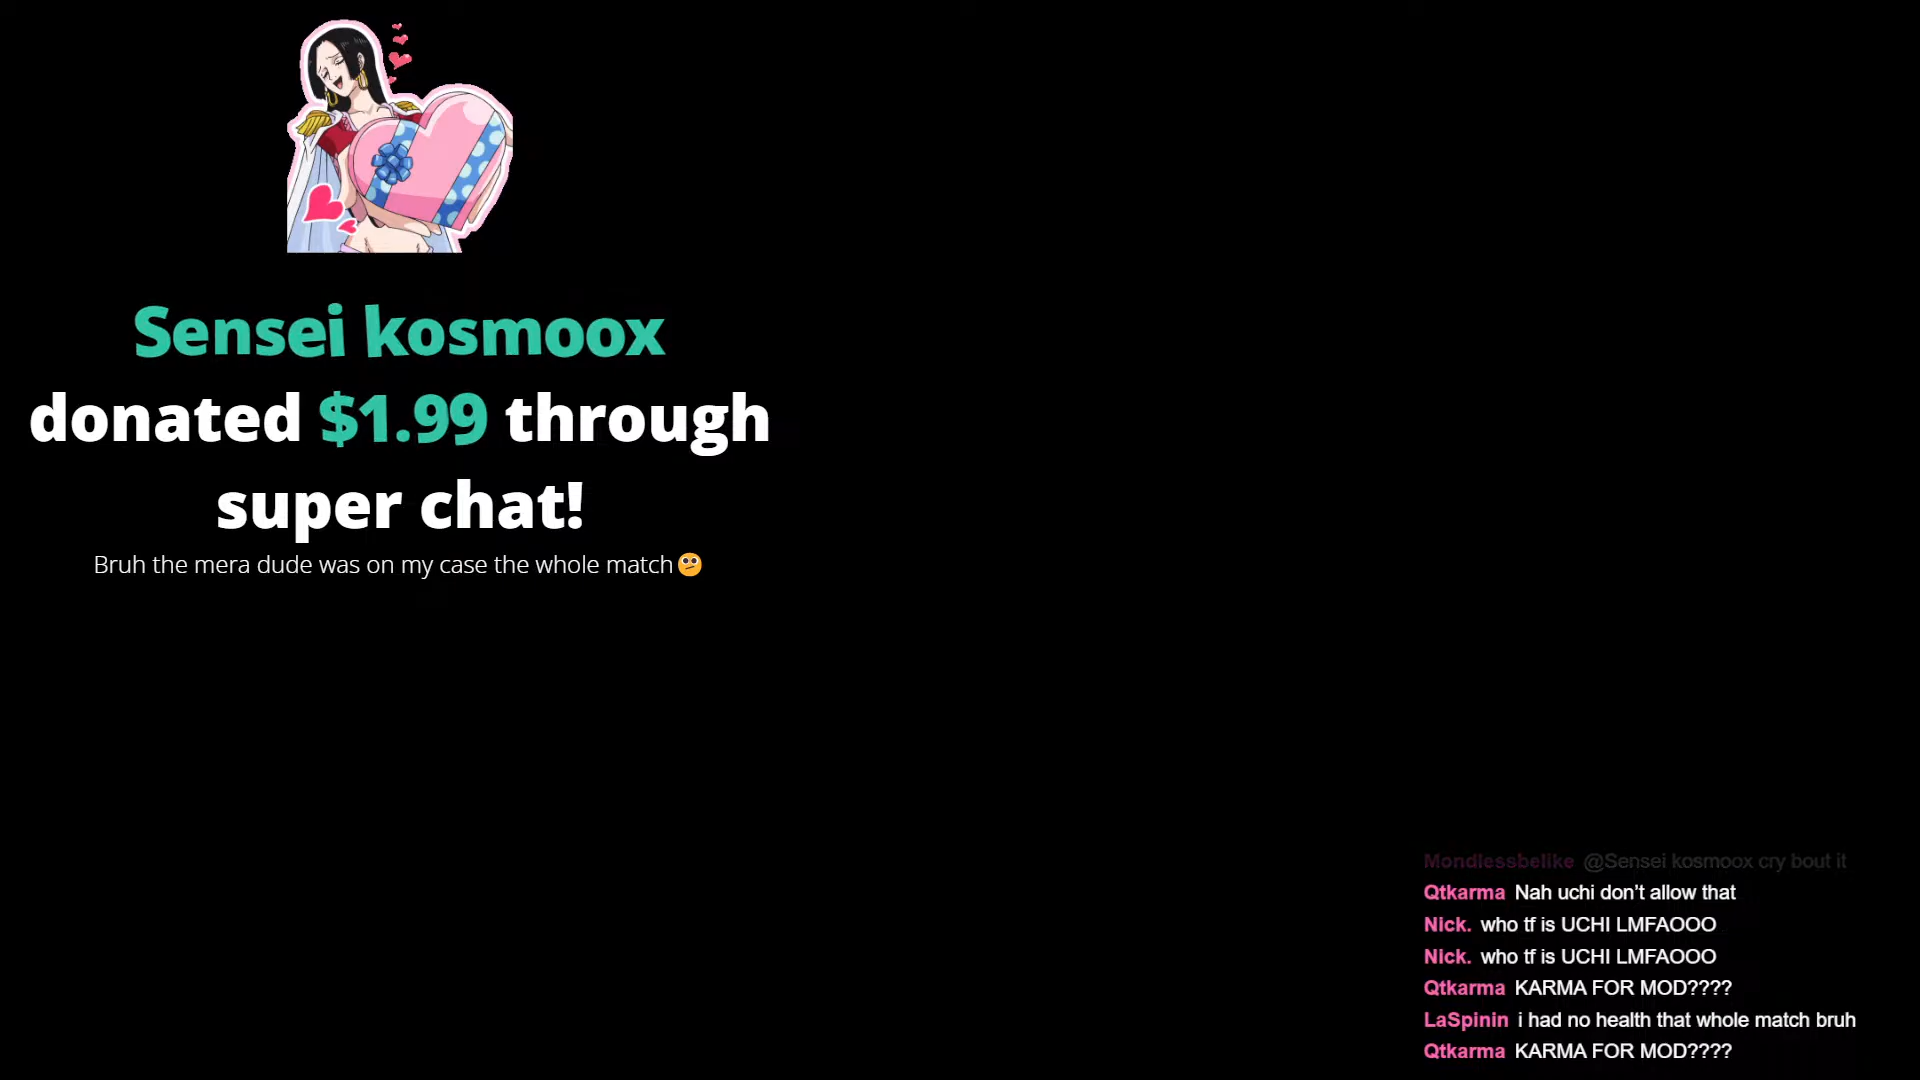 Sensei kosmoox
donated $1.99 through
super chat!
Bruh the mera dude was on my case the whole match🫤
Mondlessbelike @Sensei kosmoox cry bout it
Qtkarma Nah uchi don’t allow that
Nick. who tf is UCHI LMFAOOO
Nick. who tf is UCHI LMFAOOO
Qtkarma KARMA FOR MOD????
LaSpinin i had no health that whole match bruh
Qtkarma KARMA FOR MOD????